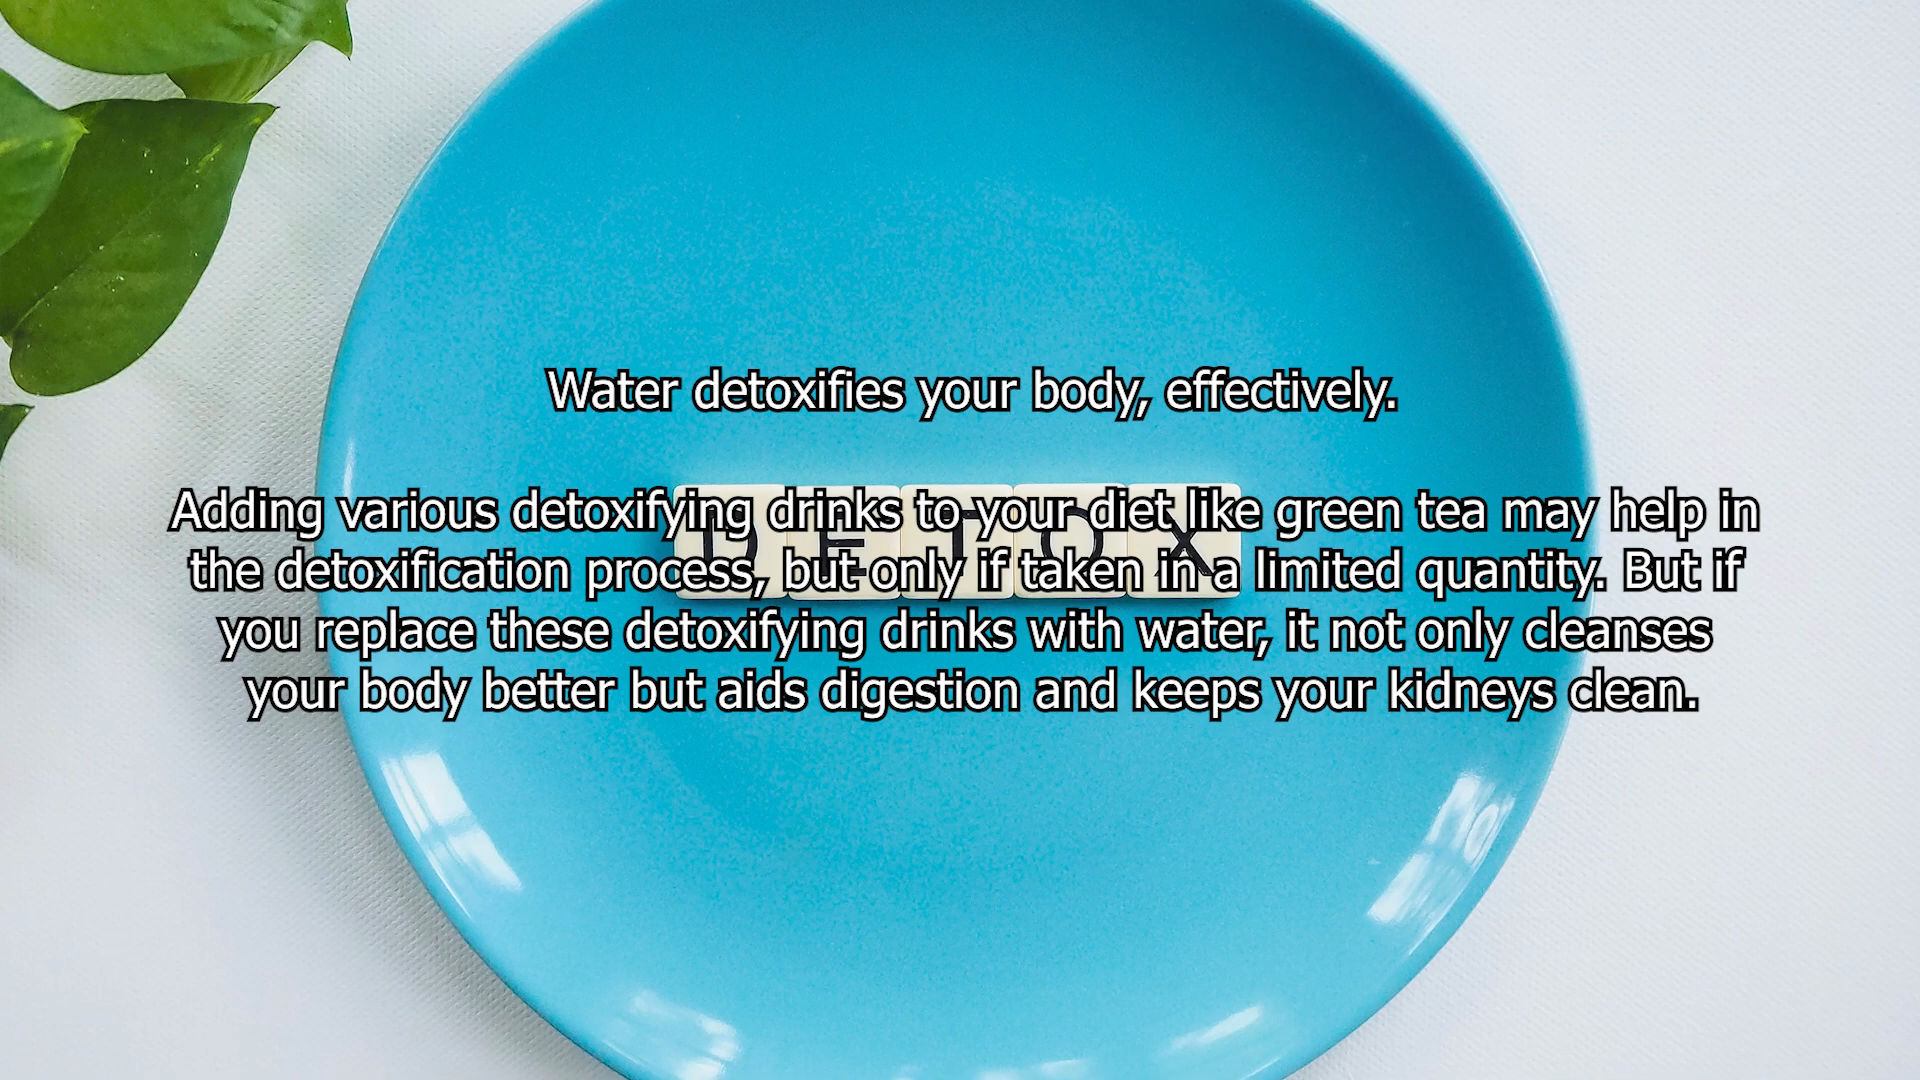 Water detoxifies your body, effectively.
Adding various detoxifying drinks to your diet like green tea may help in
DETOX
the detoxification process, but only if taken in a limited quantity. But if
you replace these detoxifying drinks with water, it not only cleanses
your body better but aids digestion and keeps your kidneys clean.